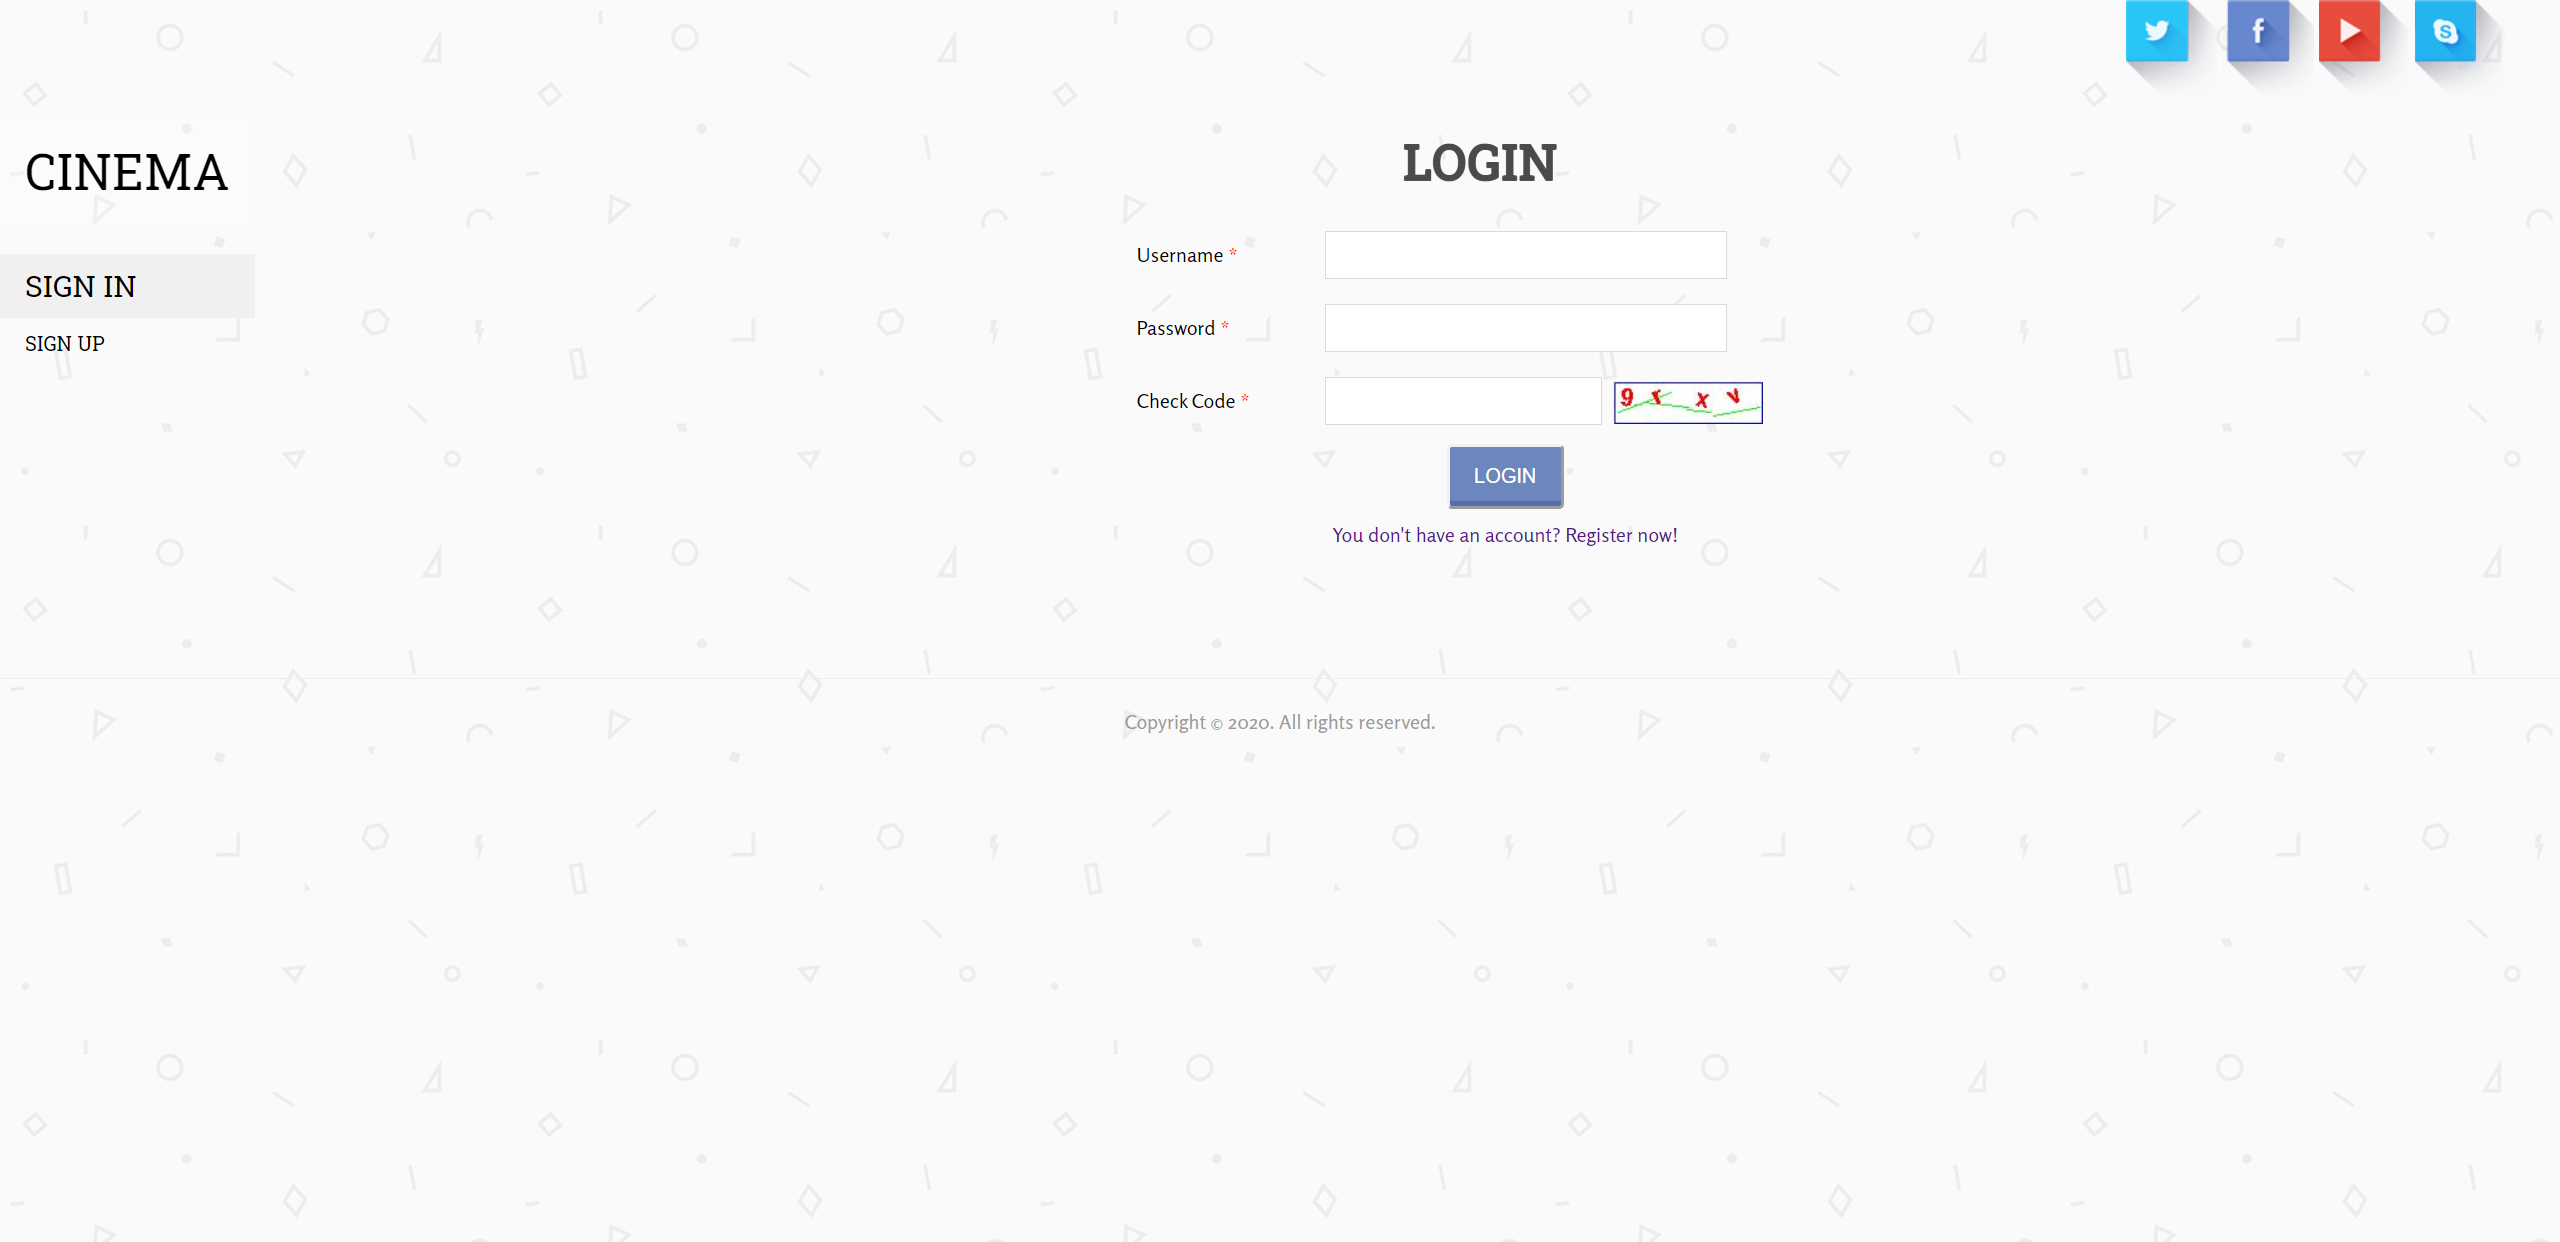 CINEMA
SIGN IN
SIGN UP
LOGIN
Username *
Password *
Check Code *
9 r x v
LOGIN
You don't have an account? Register now!
Copyright © 2020. All rights reserved.